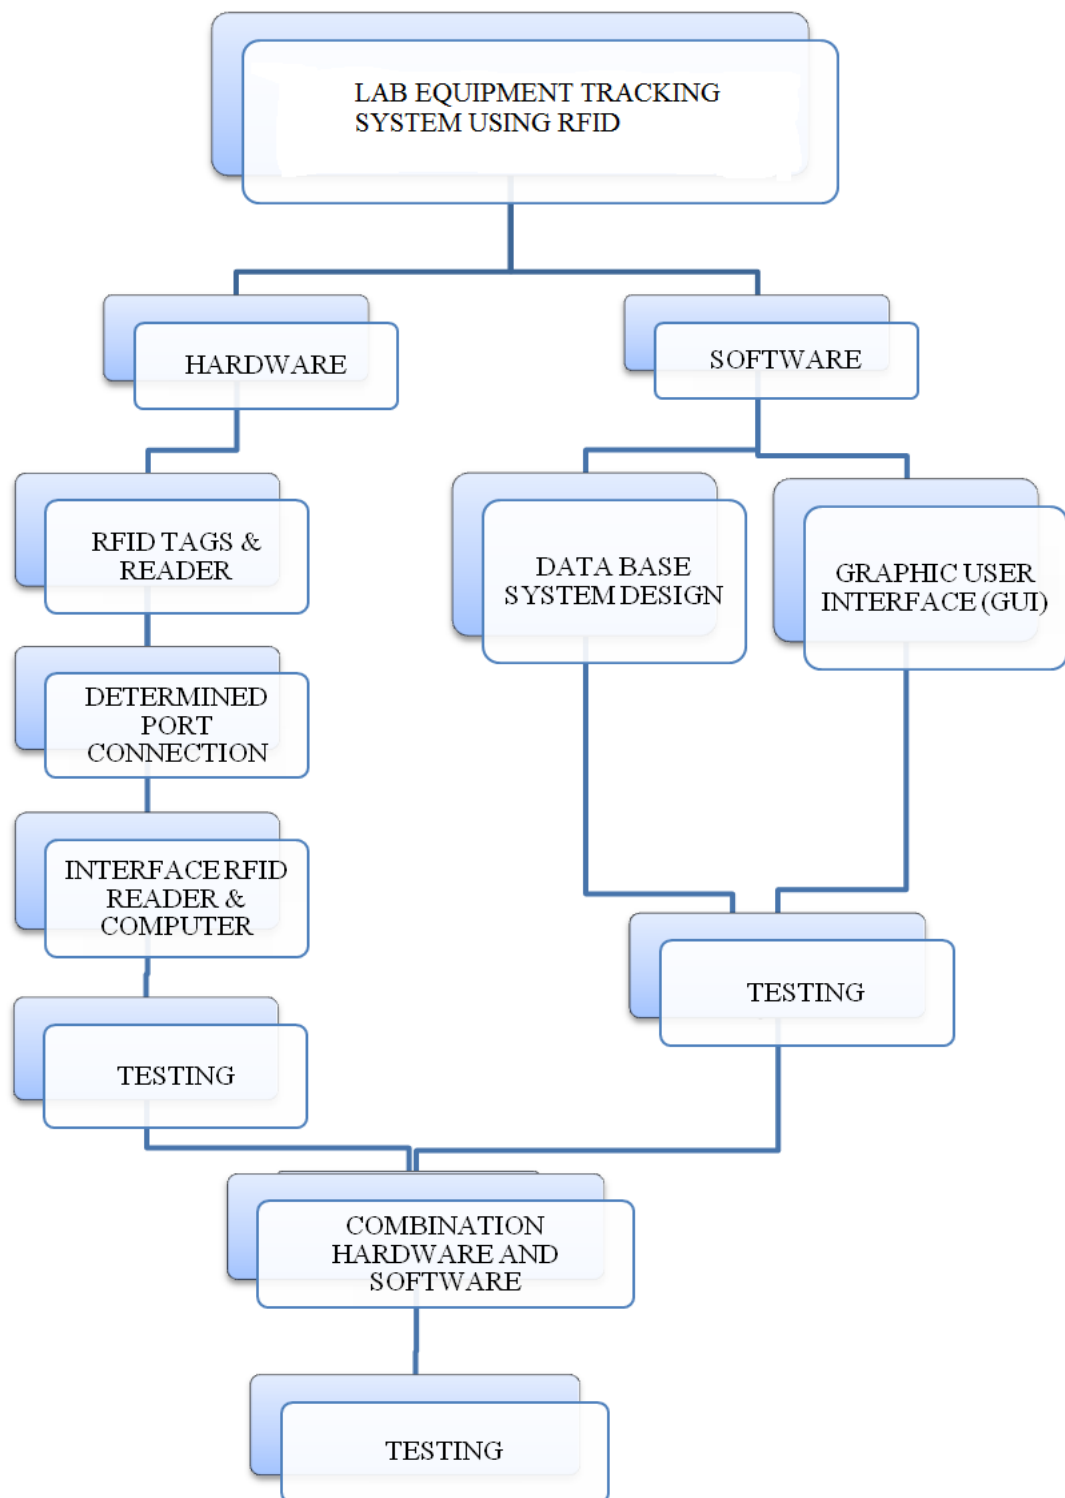 LAB EQUIPMENT TRACKING
SYSTEM USING RFID
HARDWARE
SOFTWARE
RFID TAGS &
READER
DATA BASE
SYSTEM DESIGN
GRAPHIC USER
INTERFACE (GUI)
DETERMINED
PORT
CONNECTION
INTERFACE RFID
READER &
COMPUTER
TESTING
TESTING
COMBINATION
HARDWARE AND
SOFTWARE
TESTING